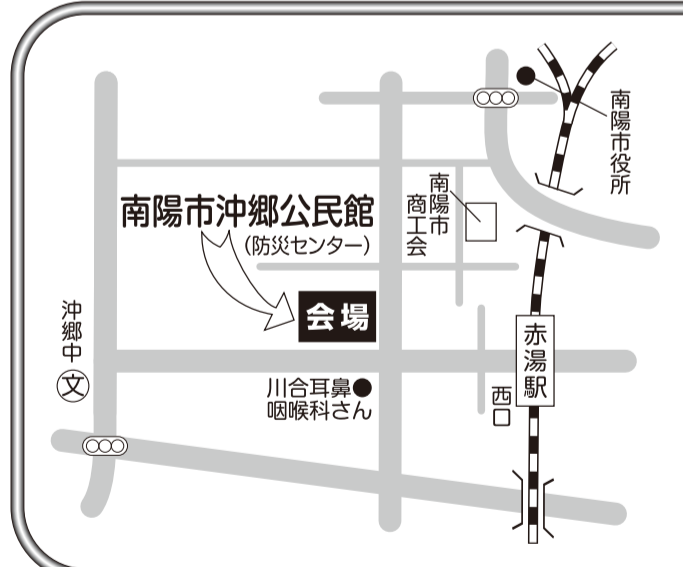 南陽市役所
南陽市
商工会
南陽市沖郷公民館
(防災センター)
会場
沖郷中
文
赤湯駅
西口
川合耳鼻
咽喉科さん